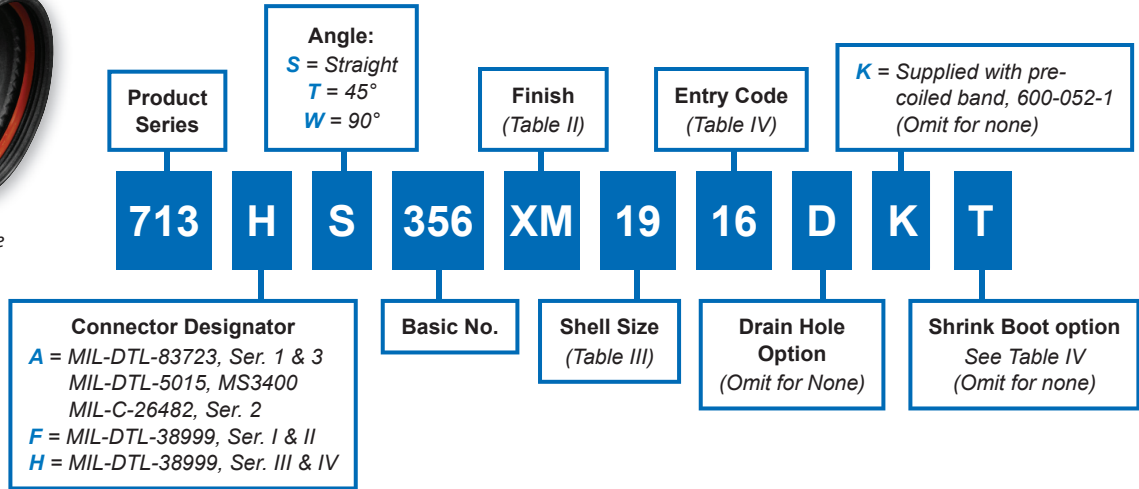 Product
Series
Angle:
S = Straight
T = 45°
W = 90°
Finish
(Table II)
Entry Code
(Table IV)
K = Supplied with pre-
coiled band, 600-052-1
(Omit for none)
713 H S 356 XM 19 16 D K T
e
Connector Designator
A = MIL-DTL-83723, Ser. 1 & 3
MIL-DTL-5015, MS3400
MIL-C-26482, Ser. 2
F = MIL-DTL-38999, Ser. I & II
H = MIL-DTL-38999, Ser. III & IV
Basic No.
Shell Size
(Table III)
Drain Hole
Option
(Omit for None)
Shrink Boot option
See Table IV
(Omit for none)